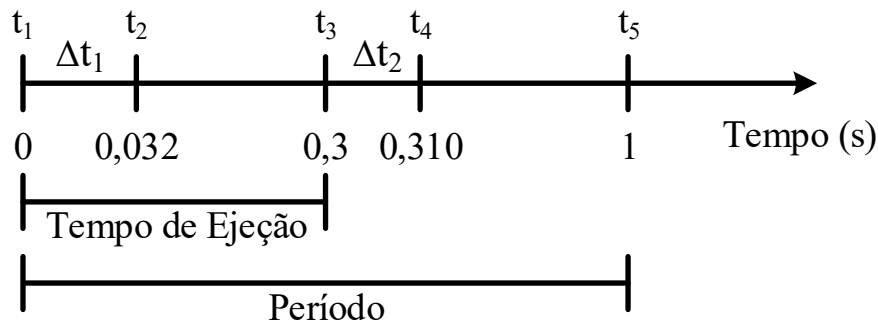 t1 t2 t3 t4 t5
Δt1 Δt2
0 0,032 0,3 0,310 1 Tempo (s)
Tempo de Ejeção
Período